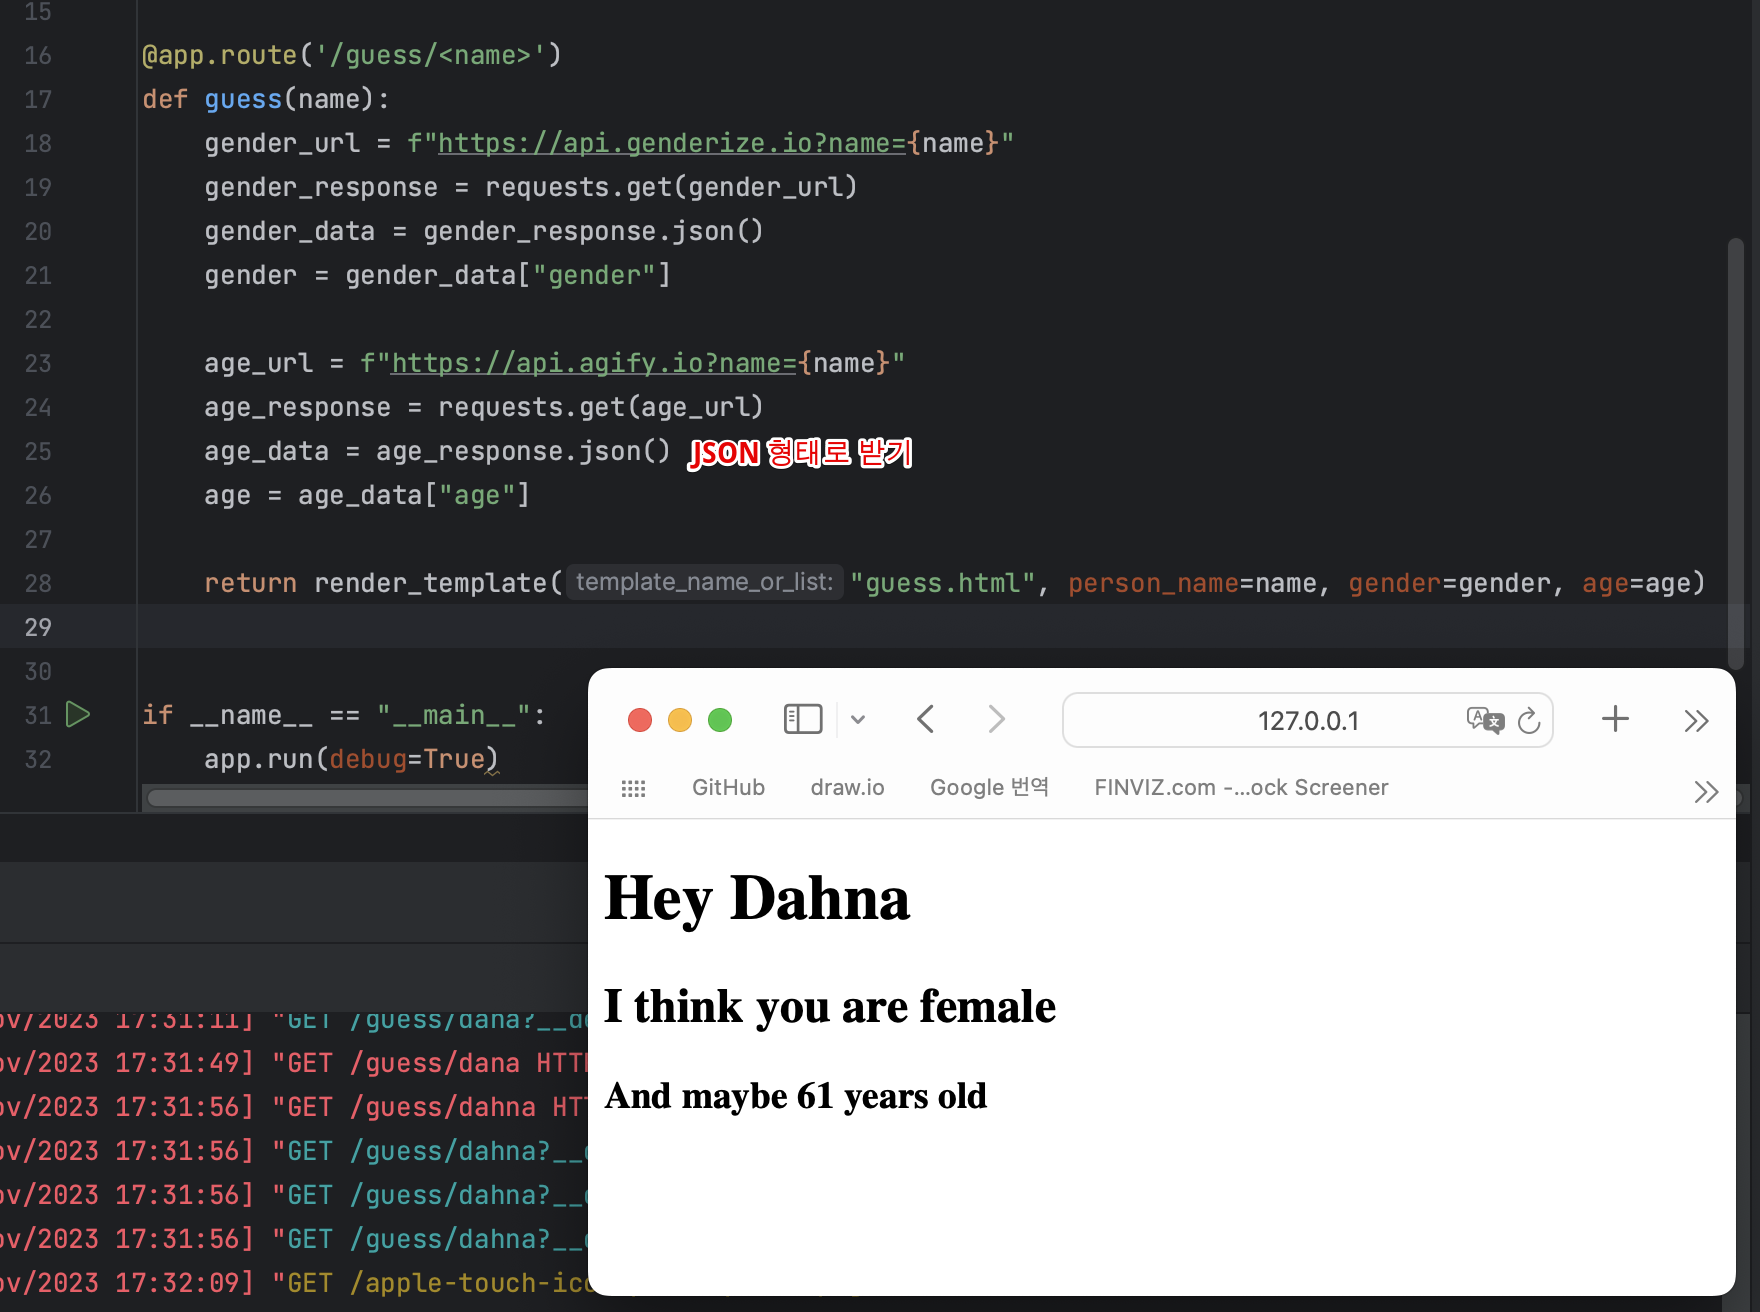 15
16 @app.route('/guess/<name>')
17 def guess(name):
18 gender_url = f"https://api.genderize.io?name={name}"
19 gender_response = requests.get(gender_url)
20 gender_data = gender_response.json()
21 gender = gender_data["gender"]
22
23 age_url = f"https://api.agify.io?name={name}"
24 age_response = requests.get(age_url)
25 age_data = age_response.json() JSON 형태로 받기
26 age = age_data["age"]
27
28 return render_template( template_name_or_list: "guess.html", person_name=name, gender=gender, age=age)
29
30
31 if __name__ == "__main__":
32 app.run(debug=True)
127.0.0.1
GitHub draw.io Google 번역 FINVIZ.com -...ock Screener
Hey Dahna
I think you are female
And maybe 61 years old
ov/2023 17:31:11] "GET /guess/dana?__de
ov/2023 17:31:49] "GET /guess/dana HTT
ov/2023 17:31:56] "GET /guess/dahna HT
ov/2023 17:31:56] "GET /guess/dahna?__
ov/2023 17:31:56] "GET /guess/dahna?__
ov/2023 17:31:56] "GET /guess/dahna?__
ov/2023 17:32:09] "GET /apple-touch-ico